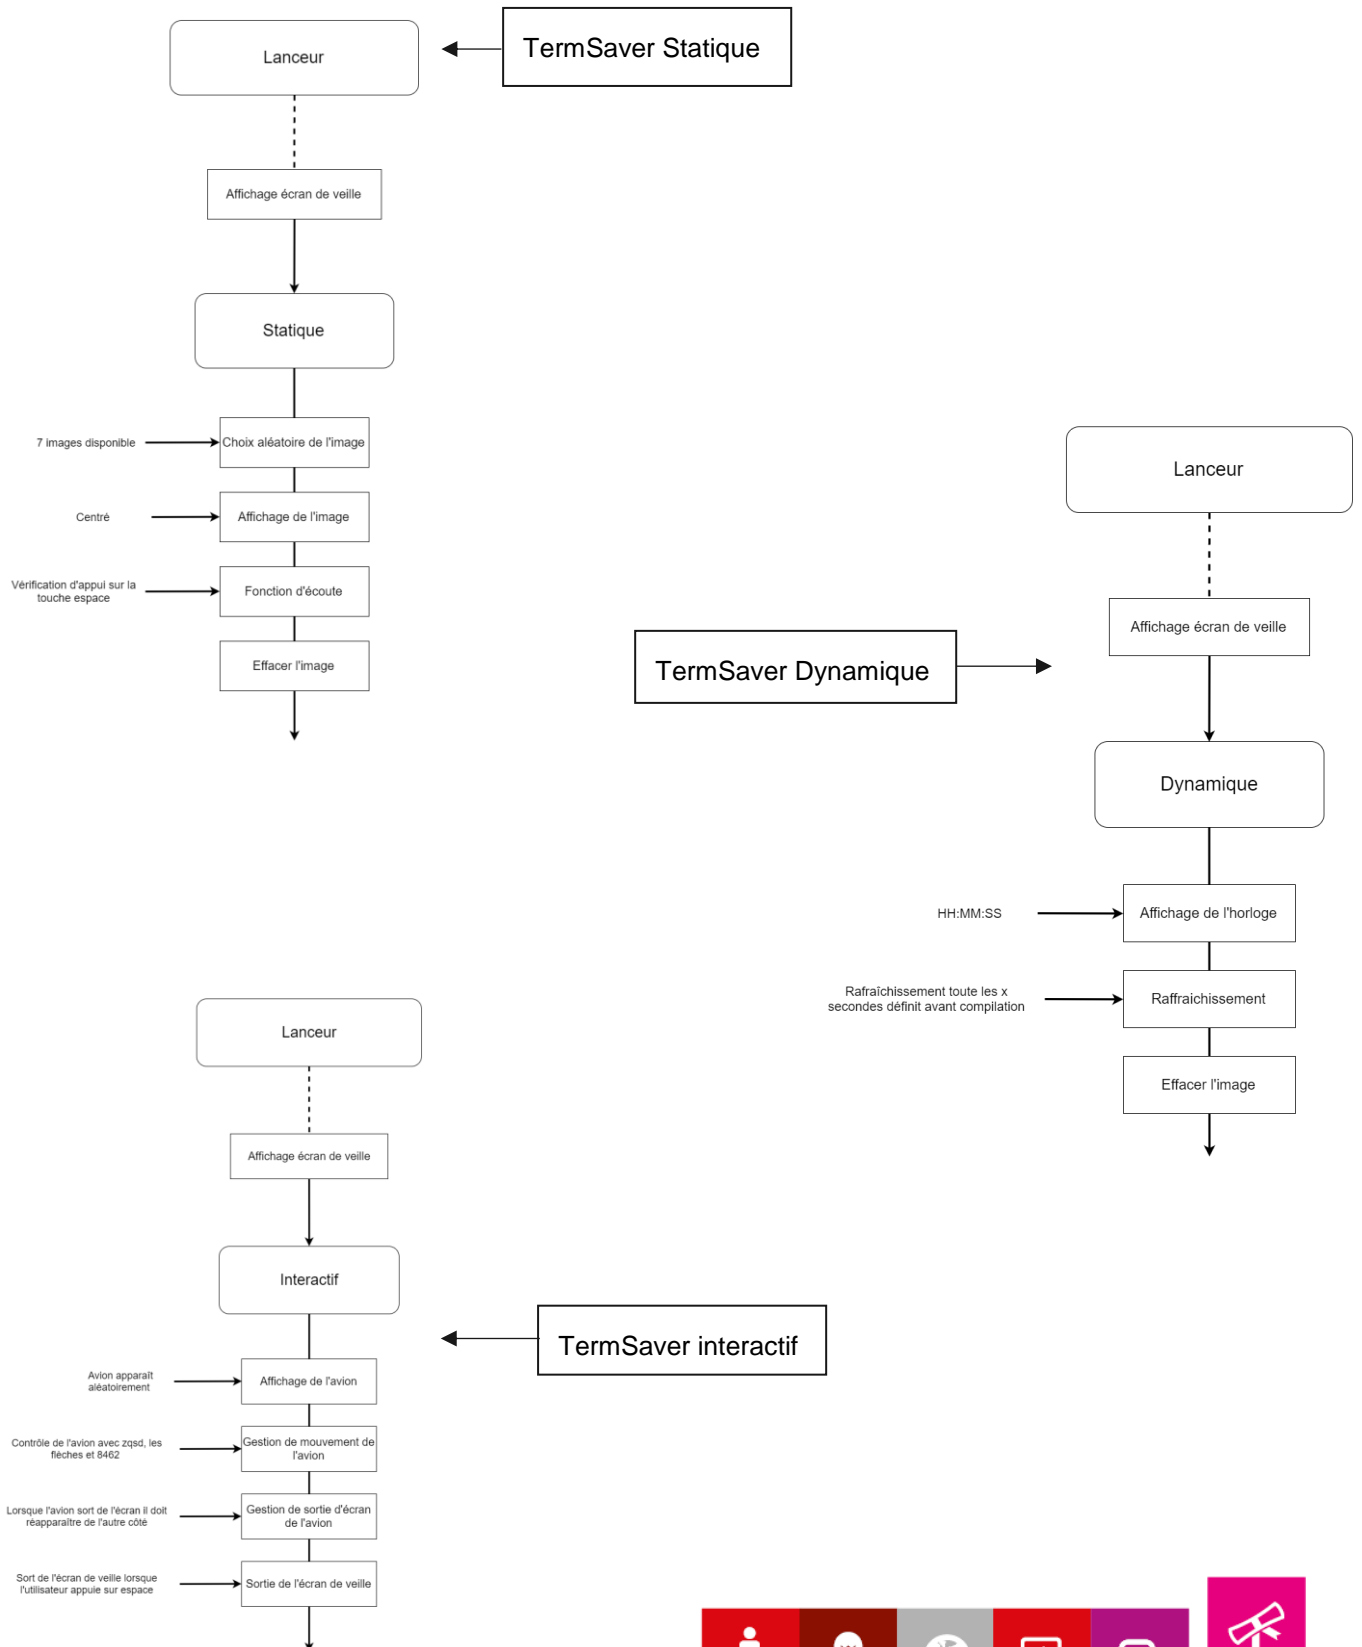 Lanceur
TermSaver Statique
Affichage écran de veille
Statique
7 images disponible
Choix aléatoire de l'image
Centré
Affichage de l'image
Vérification d'appui sur la
touche espace
Fonction d'écoute
Effacer l'image
Lanceur
Affichage écran de veille
TermSaver Dynamique
Dynamique
HH:MM:SS
Affichage de l'horloge
Rafraîchissement toute les x
secondes définit avant compilation
Raffraichissement
Effacer l'image
Lanceur
Affichage écran de veille
Interactif
TermSaver interactif
Avion apparaît
aléatoirement
Affichage de l'avion
Contrôle de l'avion avec zqsd, les
flèches et 8462
Gestion de mouvement de
l'avion
Lorsque l'avion sort de l'écran il doit
réapparaître de l'autre côté
Gestion de sortie d'écran
de l'avion
Sort de l'écran de veille lorsque
l'utilisateur appuie sur espace
Sortie de l'écran de veille